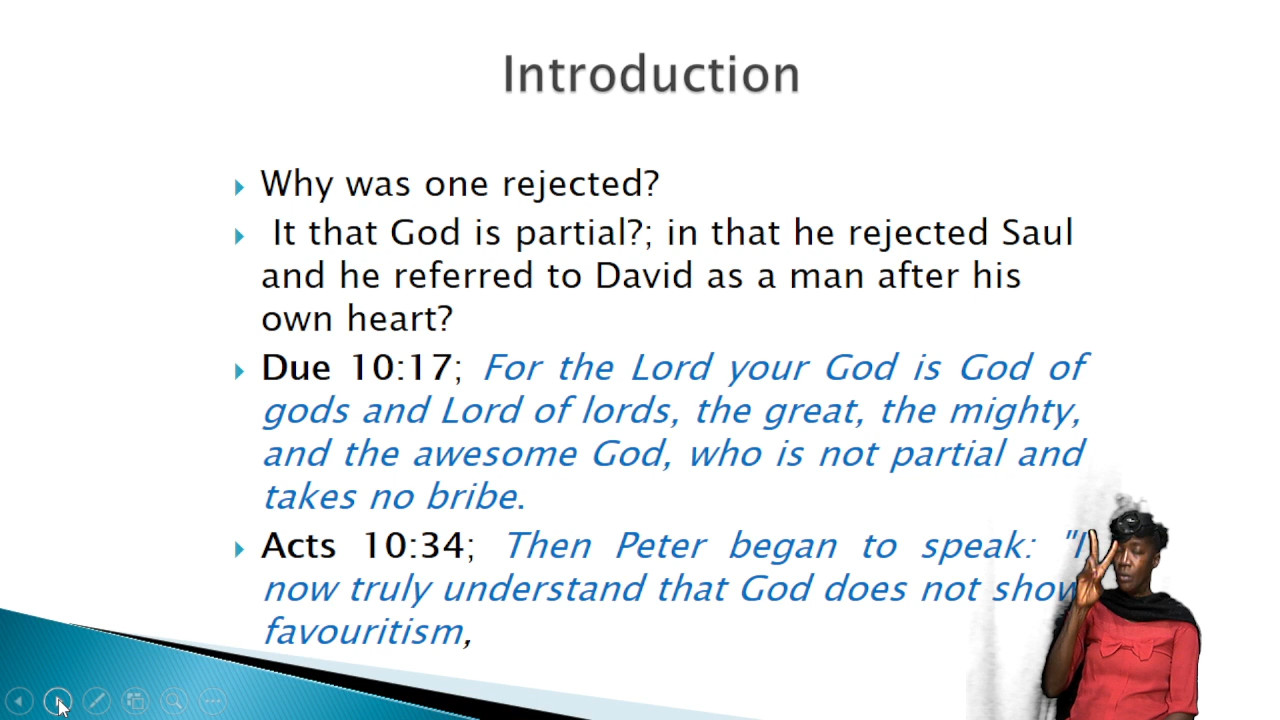 Introduction
Why was one rejected?
It that God is partial?; in that he rejected Saul
and he referred to David as a man after his
own heart?
Due 10:17; For the Lord your God is God of
gods and Lord of lords, the great, the mighty,
and the awesome God, who is not partial and
takes no bribe.
Acts 10:34; Then Peter began to speak: "I
now truly understand that God does not show
favouritism,